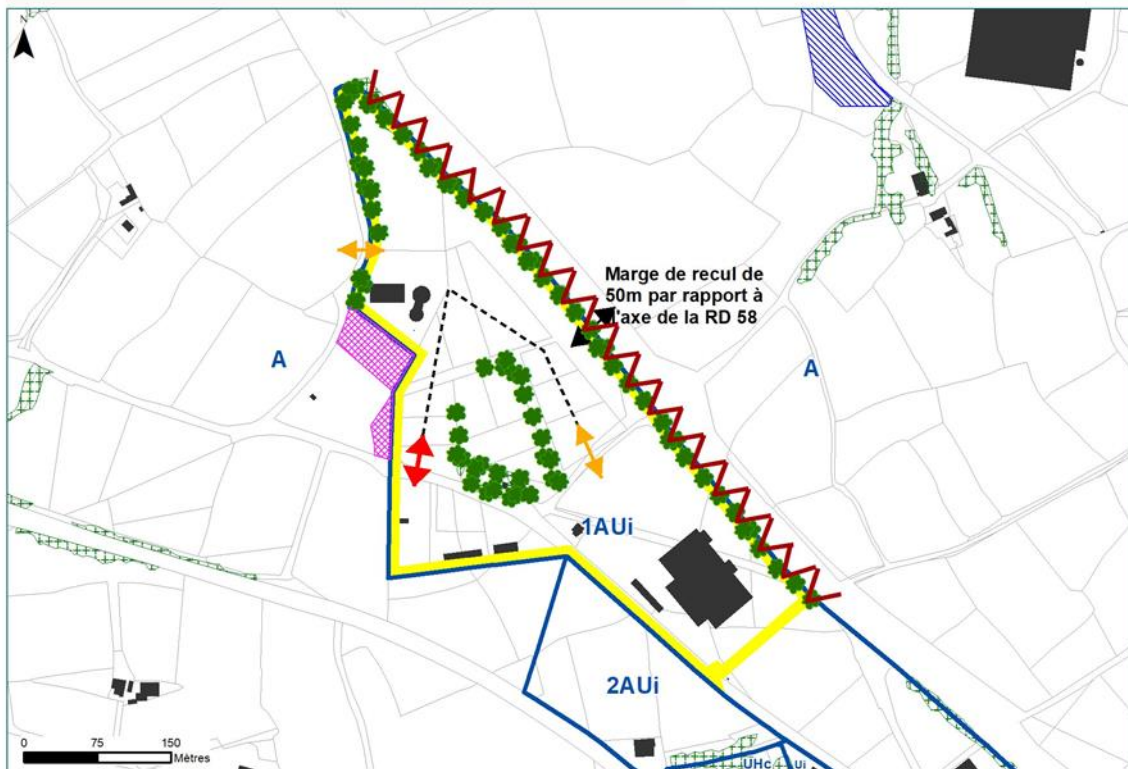 N
Marge de recul de
50m par rapport à
l'axe de la RD 58
A
A
1AUi
2AUi
0 75 150
Mètres
UHc
Ui